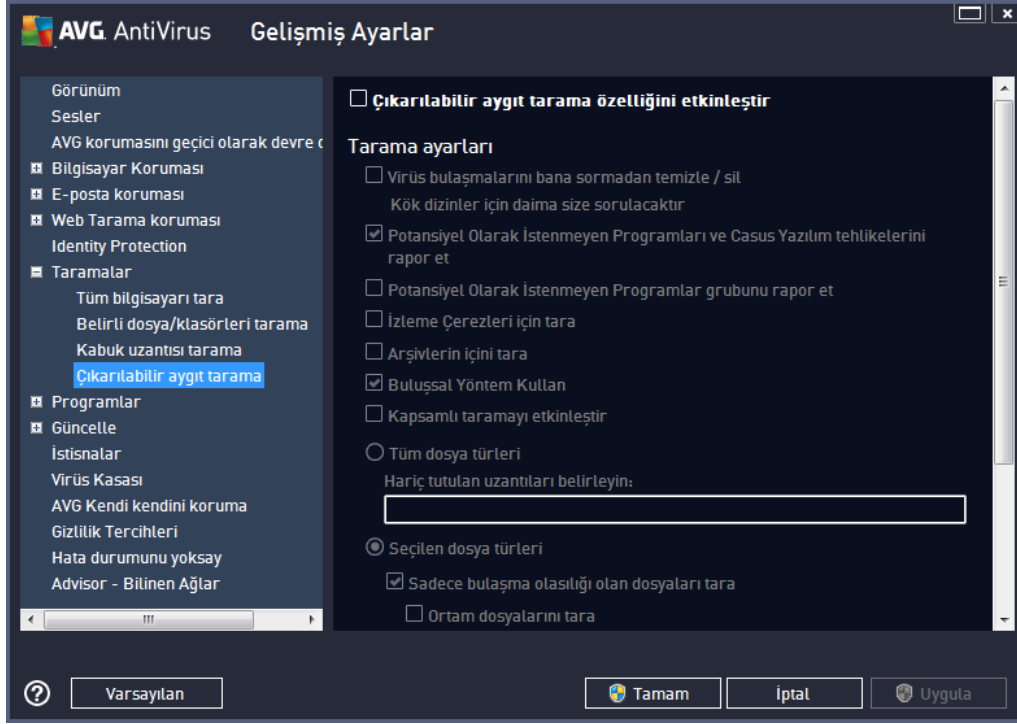 AVG AntiVirus Gelişmiş Ayarlar
Görünüm
Sesler
AVG korumasını geçici olarak devre
Bilgisayar Koruması
E-posta koruması
Web Tarama koruması
Identity Protection
Taramalar
Tüm bilgisayarı tara
Belirli dosya/klasörleri tarama
Kabuk uzantısı tarama
Çıkarılabilir aygıt tarama
Programlar
Güncelle
İstisnalar
Virüs Kasası
AVG Kendi kendini koruma
Gizlilik Tercihleri
Hata durumunu yoksay
Advisor - Bilinen Ağlar
Çıkarılabilir aygıt tarama özelliğini etkinleştir
Tarama ayarları
Virüs bulaşmalarını bana sormadan temizle / sil
Kök dizinler için daima size sorulacaktır
Potansiyel Olarak İstenmeyen Programları ve Casus Yazılım tehlikelerini
rapor et
Potansiyel Olarak İstenmeyen Programlar grubunu rapor et
İzleme Çerezleri için tara
Arşivlerin içini tara
Buluşsal Yöntem Kullan
Kapsamlı taramayı etkinleştir
Tüm dosya türleri
Hariç tutulan uzantıları belirleyin:
Seçilen dosya türleri
Sadece bulaşma olasılığı olan dosyaları tara
Ortam dosyalarını tara
? Varsayılan Tamam İptal Uygula